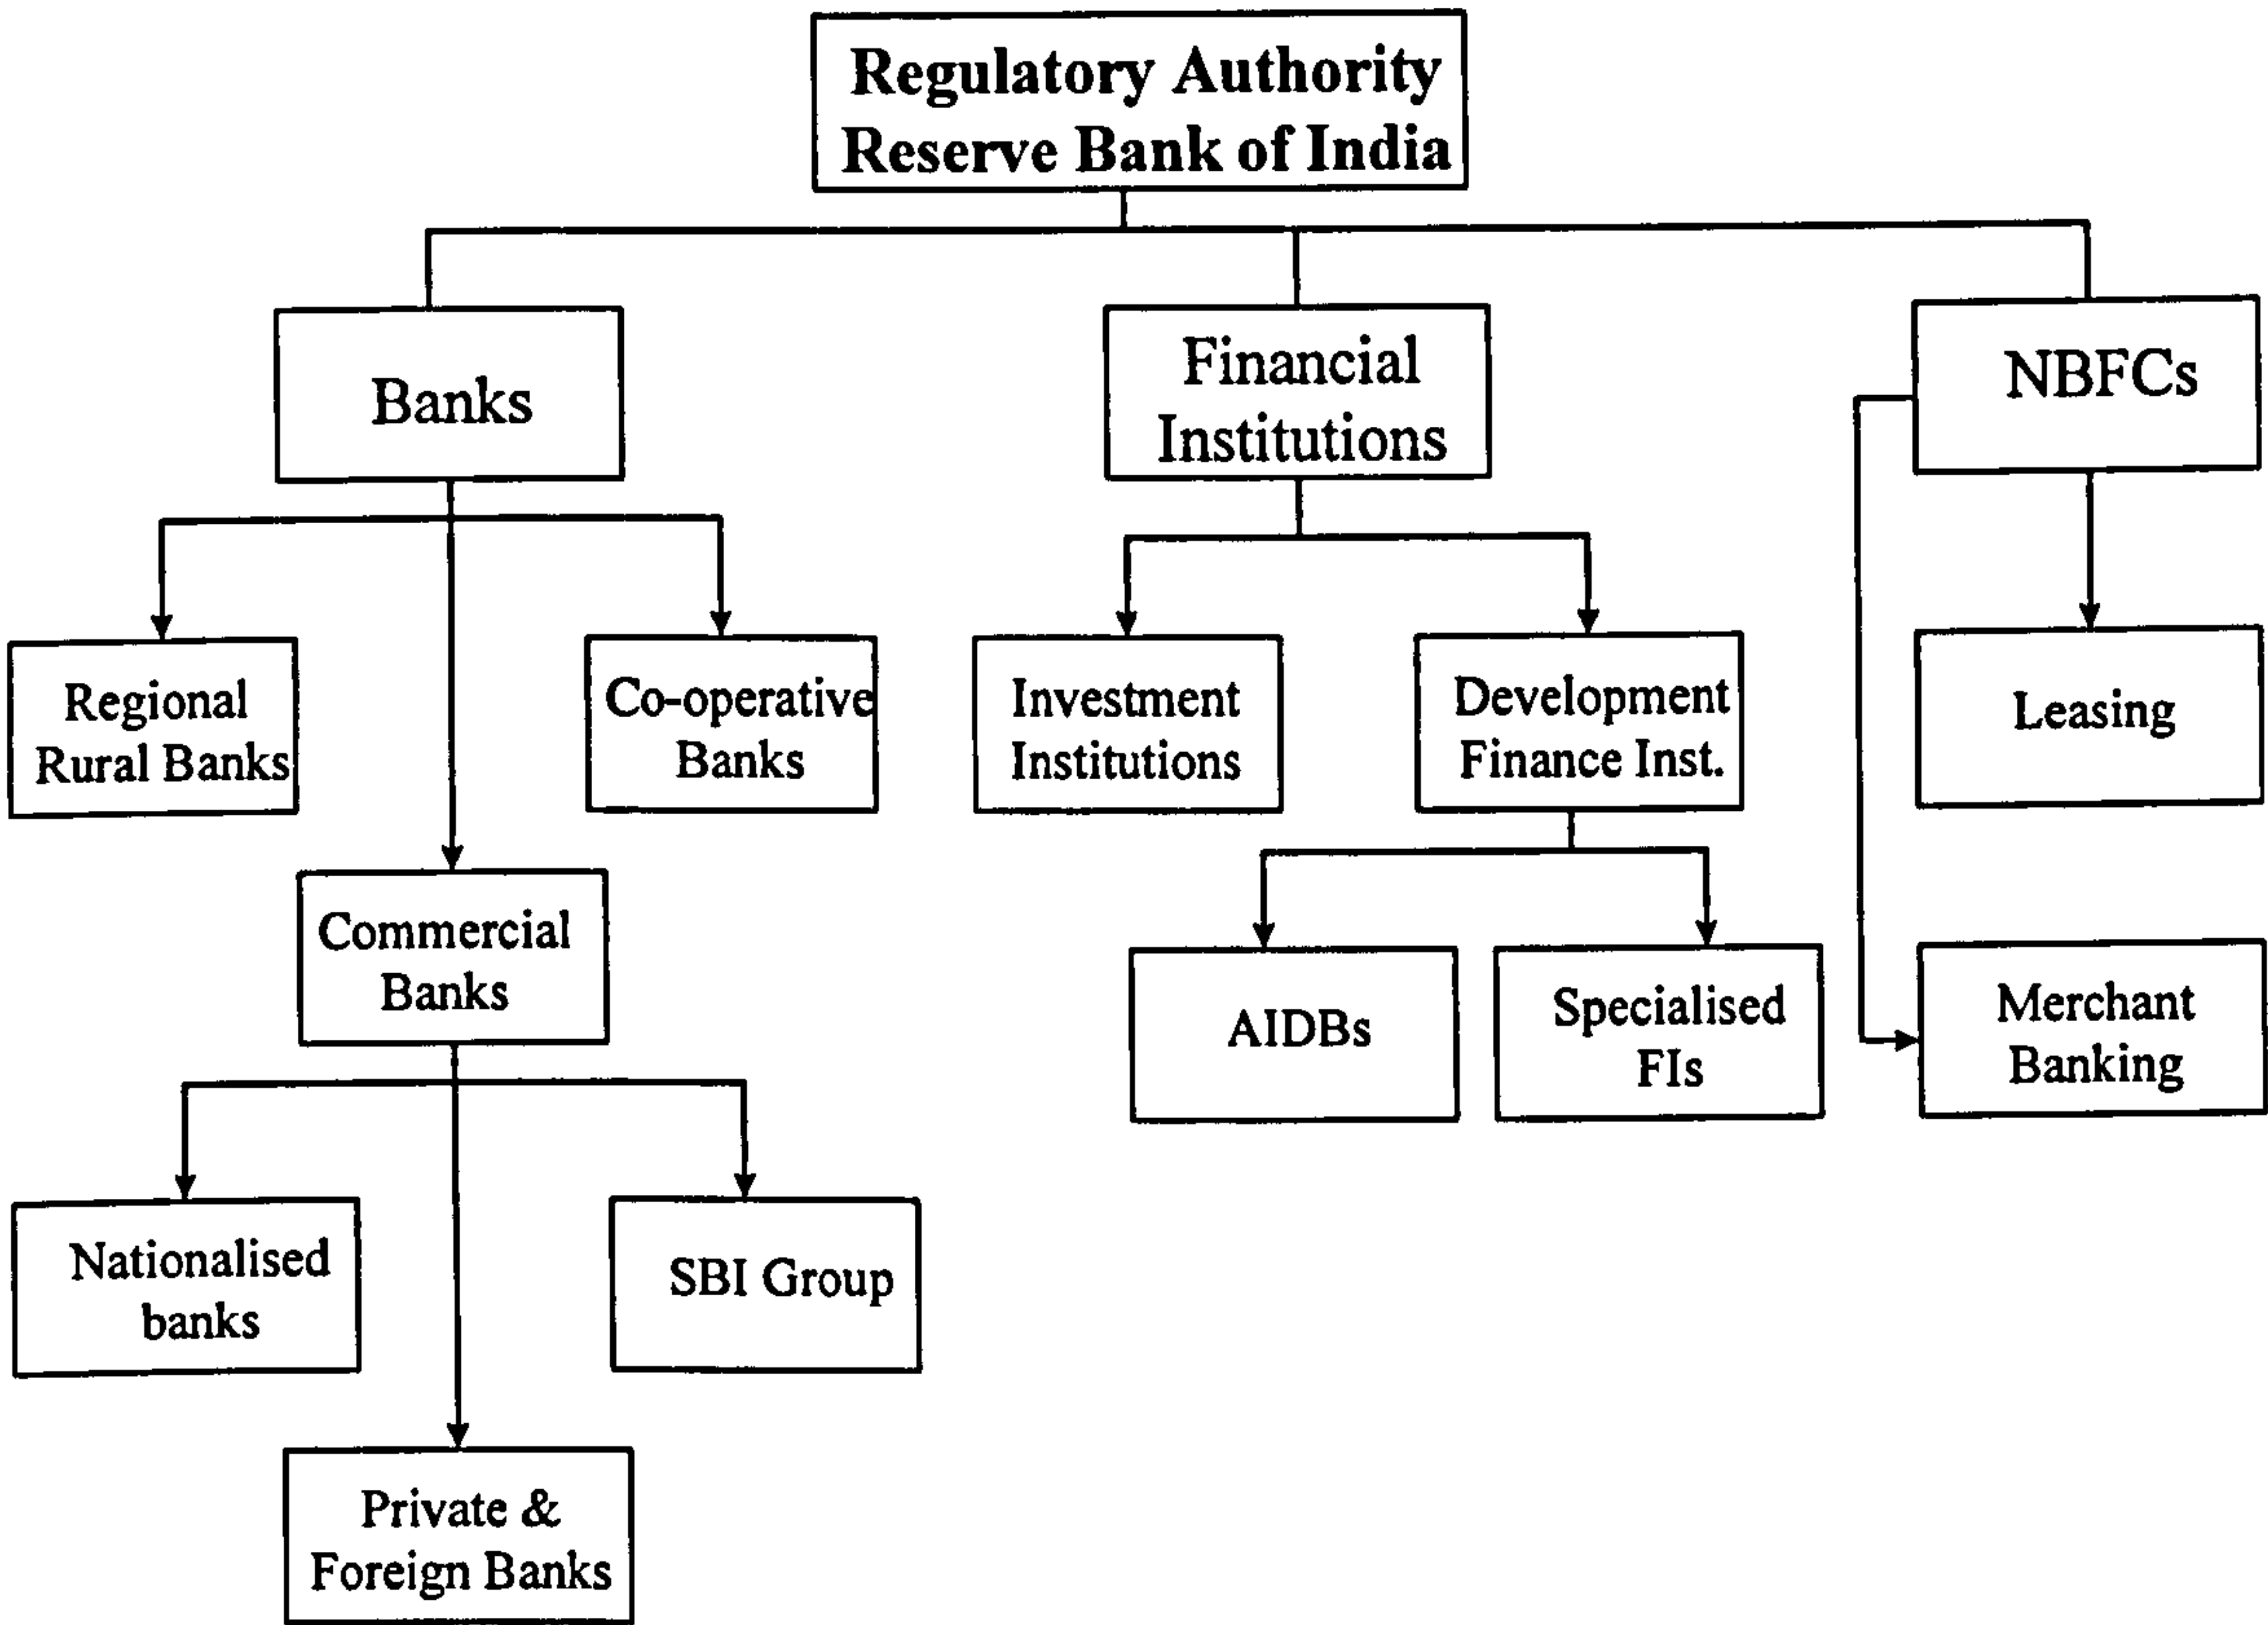 Regulatory Authority
Reserve Bank of India
Banks
Financial
Institutions
NBFCs
Regional
Rural Banks
Co-operative
Banks
Investment
Institutions
Development
Finance Inst.
Leasing
Commercial
Banks
AIDBs
Specialised
FIs
Merchant
Banking
Nationalised
banks
SBI Group
Private &
Foreign Banks